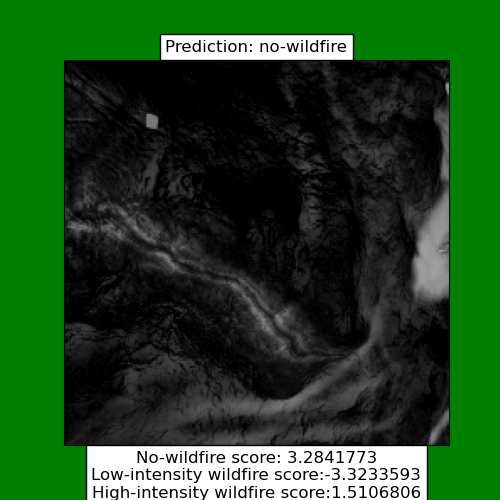 Prediction: no-wildfire
No-wildfire score: 3.2841773
Low-intensity wildfire score:-3.3233593
High-intensity wildfire score:1.5106806